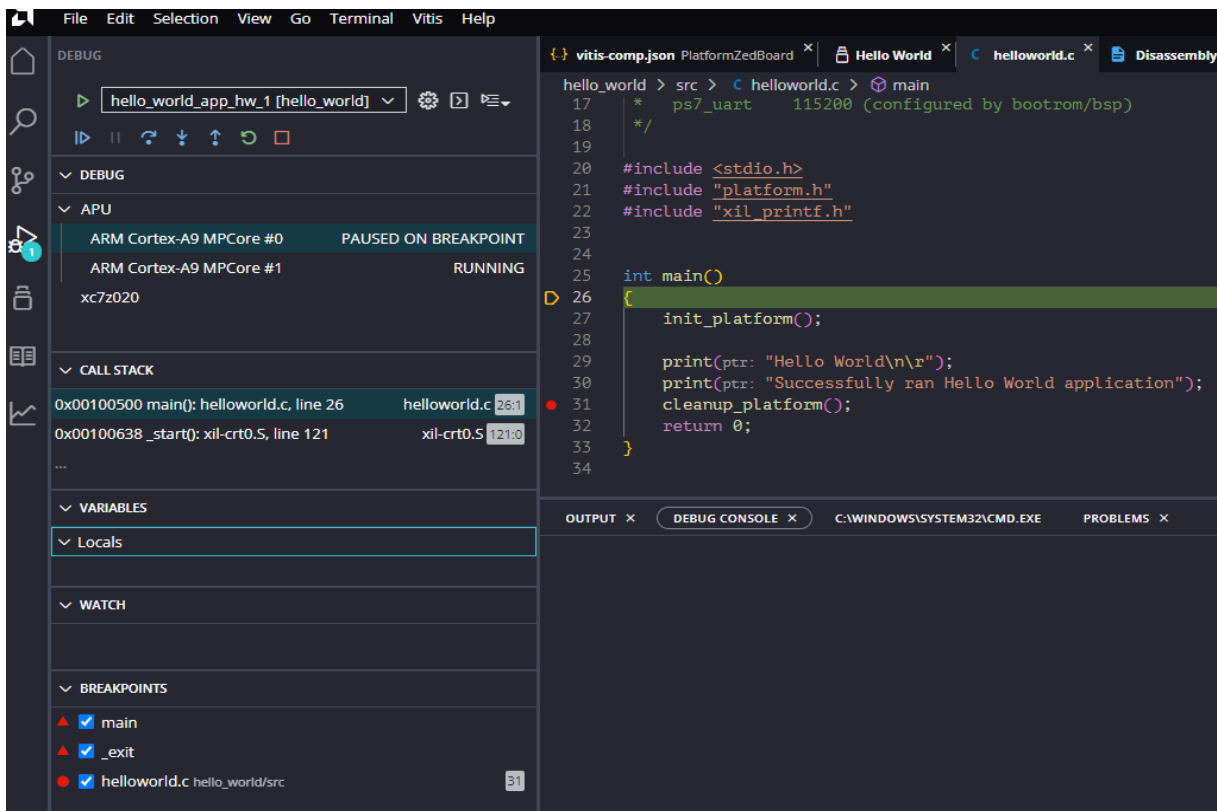 File Edit Selection View Go Terminal Vitis Help
DEBUG
hello_world_app_hw_1 [hello_world]
DEBUG
APU
ARM Cortex-A9 MPCore #0 PAUSED ON BREAKPOINT
ARM Cortex-A9 MPCore #1 RUNNING
xc7z020
1
CALL STACK
0x00100500 main(): helloworld.c, line 26 helloworld.c 26:1
0x00100638 _start(): xil-crt0.S, line 121 xil-crt0.S 121:0
...
VARIABLES
Locals
WATCH
BREAKPOINTS
main
_exit
helloworld.c hello_world/src 31
{..} vitis-comp.json PlatformZedBoard × Hello World × C helloworld.c × Disassembly
hello_world > src > C helloworld.c > main
17 * ps7_uart 115200 (configured by bootrom/bsp)
18 */
19
20 #include <stdio.h>
21 #include "platform.h"
22 #include "xil_printf.h"
23
24
25 int main()
26 {
27 init_platform();
28
29 print(ptr: "Hello World\n\r");
30 print(ptr: "Successfully ran Hello World application");
31 cleanup_platform();
32 return 0;
33 }
34
OUTPUT × DEBUG CONSOLE × C:\WINDOWS\SYSTEM32\CMD.EXE PROBLEMS ×